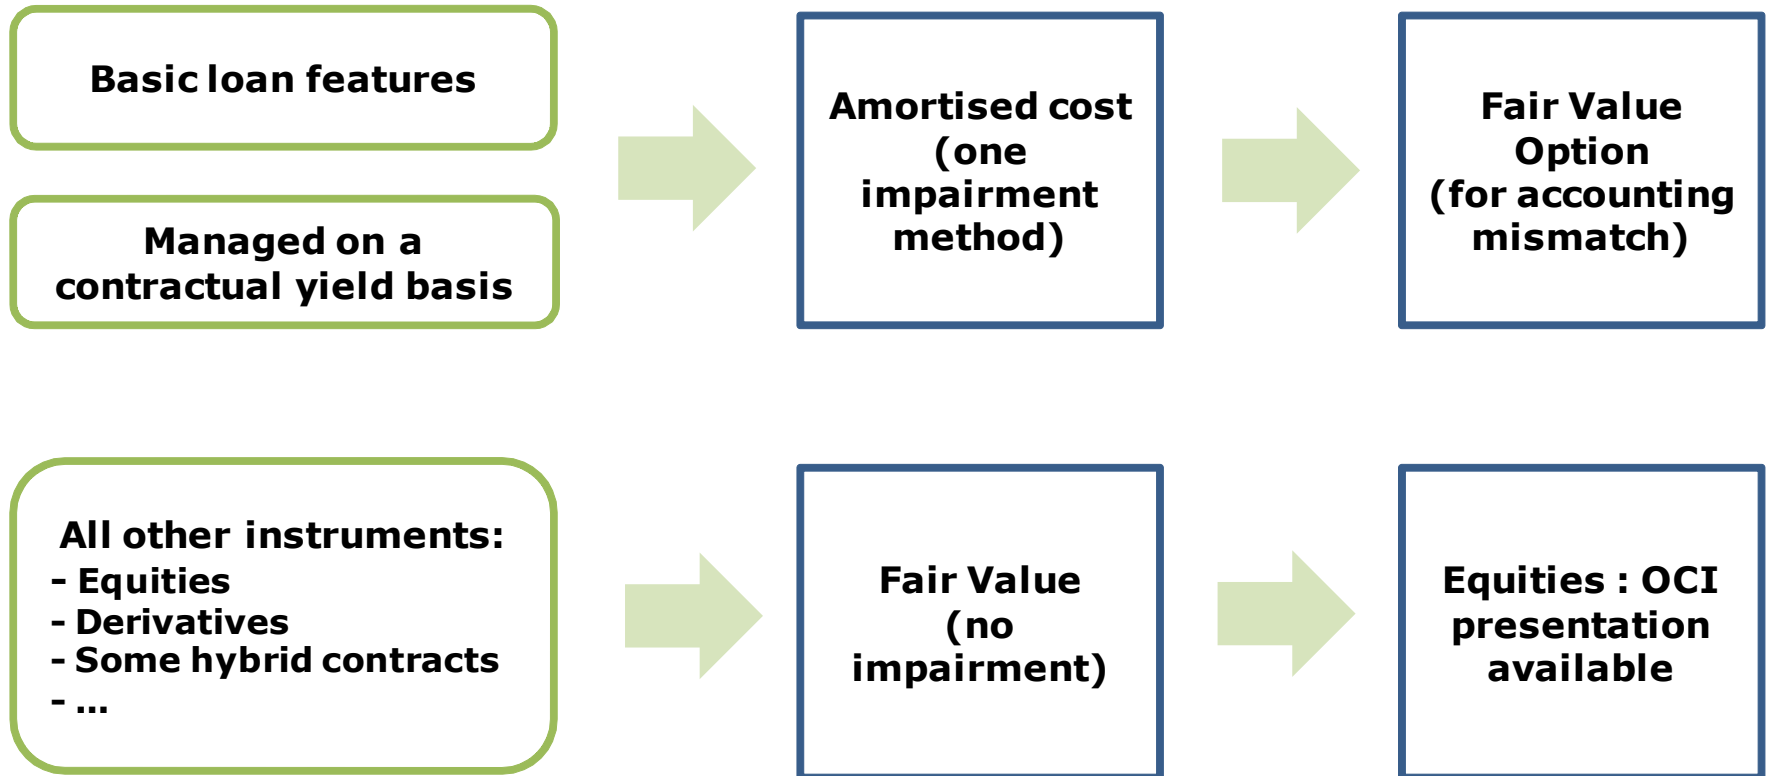 Basic loan features
Managed on a
contractual yield basis
Amortised cost
(one
impairment
method)
Fair Value
Option
(for accounting
mismatch)
All other instruments:
- Equities
- Derivatives
- Some hybrid contracts
- ...
Fair Value
(no
impairment)
Equities : OCI
presentation
available